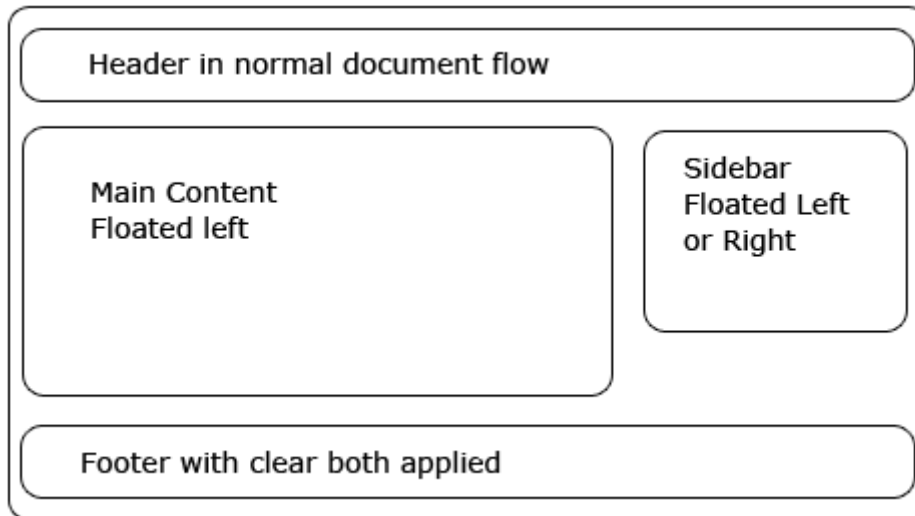 Header in normal document flow
Main Content
Floated left
Sidebar
Floated Left
or Right
Footer with clear both applied